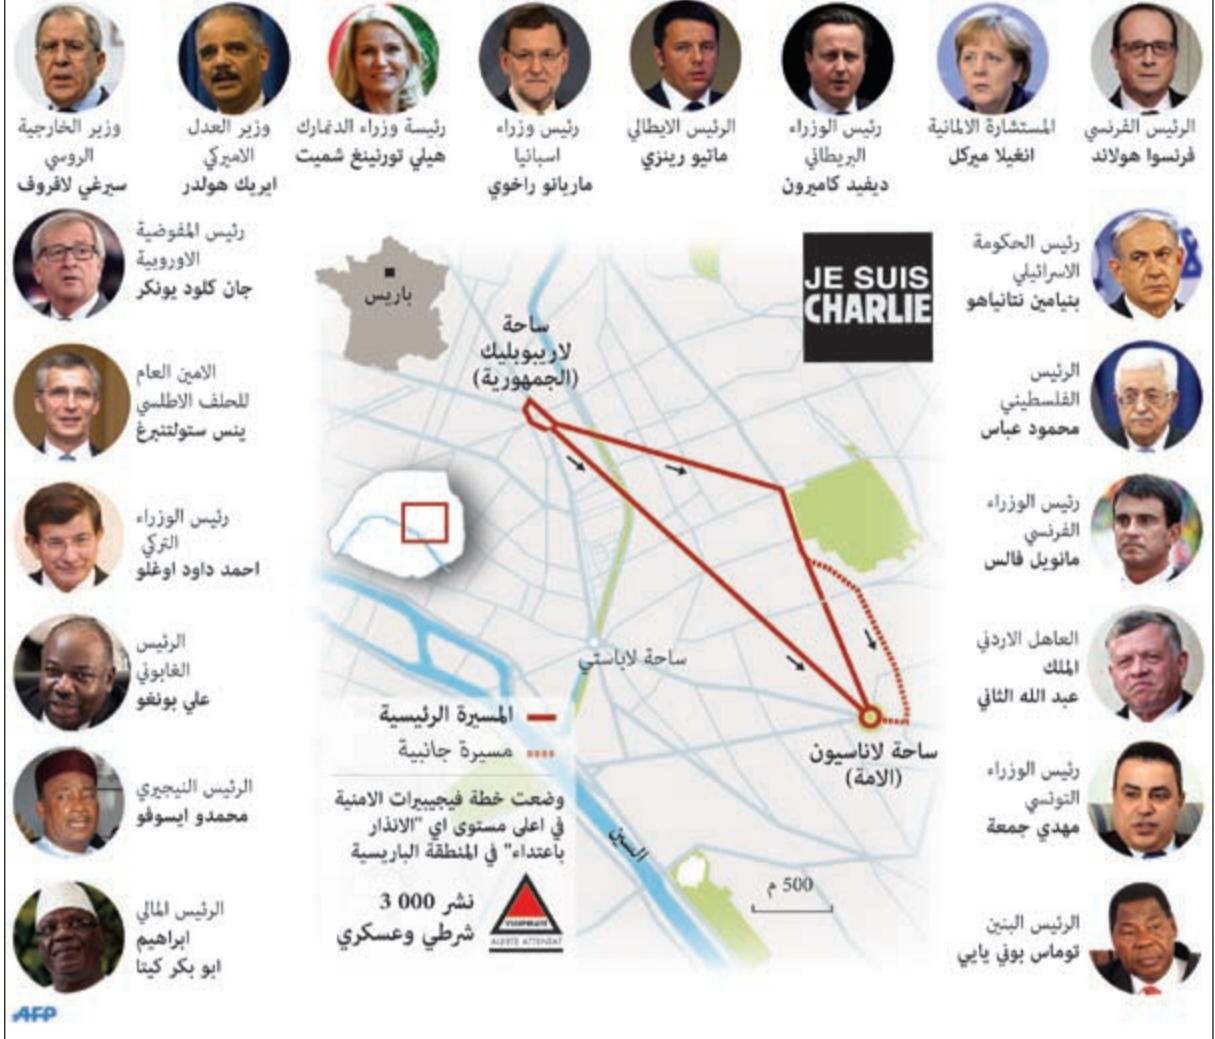 الرئيس الفرنسي
فرنسوا هولاند
المستشارة الالمانية
انغيلا ميركل
رئيس الوزراء
البريطاني
ديفيد كاميرون
الرئيس الايطالي
ماتيو رينزي
رئيس وزراء
اسبانيا
ماريانو راخوي
رئيسة وزراء الدنمارك
هيلي تورنينغ شميت
وزير العدل
الاميركي
ايريك هولدر
وزير الخارجية
الروسي
سيرغي لافروف
رئيس الحكومة
الاسرائيلي
بنيامين نتانياهو
الرئيس
الفلسطيني
محمود عباس
رئيس الوزراء
الفرنسي
مانويل فالس
العاهل الاردني
الملك
عبد الله الثاني
رئيس الوزراء
التونسي
مهدي جمعة
الرئيس البنين
توماس بوني يايي
JE SUIS
CHARLIE
باريس
ساحة
لاريبوبليك
(الجمهورية)
ساحة لاباستي
ساحة لاناسيون
(الامة)
المسيرة الرئيسية
مسيرة جانبية
وضعت خطة فيجيبيرات الامنية
في اعلى مستوى اي "الانذار
باعتداء" في المنطقة الباريسية
نشر 000 3
شرطي وعسكري
VIGIPIRATE
ALERTE ATTENTAT
السين
500 م
رئيس المفوضية
الاوروبية
جان كلود يونكر
الامين العام
للحلف الاطلسي
ينس ستولتنبرغ
رئيس الوزراء
التركي
احمد داود اوغلو
الرئيس
الغابوني
علي بونغو
الرئيس النيجيري
محمدو ايسوفو
الرئيس المالي
ابراهيم
ابو بكر كيتا
AFP